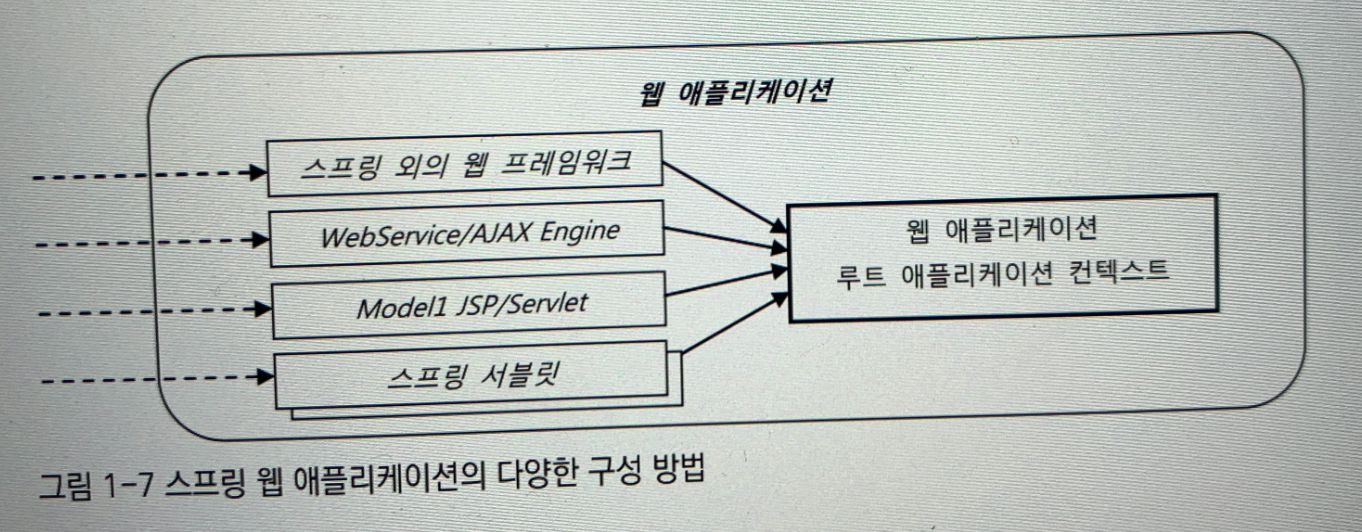 웹 애플리케이션
스프링 외의 웹 프레임워크
WebService/AJAX Engine
Model1 JSP/Servlet
스프링 서블릿
웹 애플리케이션
루트 애플리케이션 컨텍스트
그림 1-7 스프링 웹 애플리케이션의 다양한 구성 방법